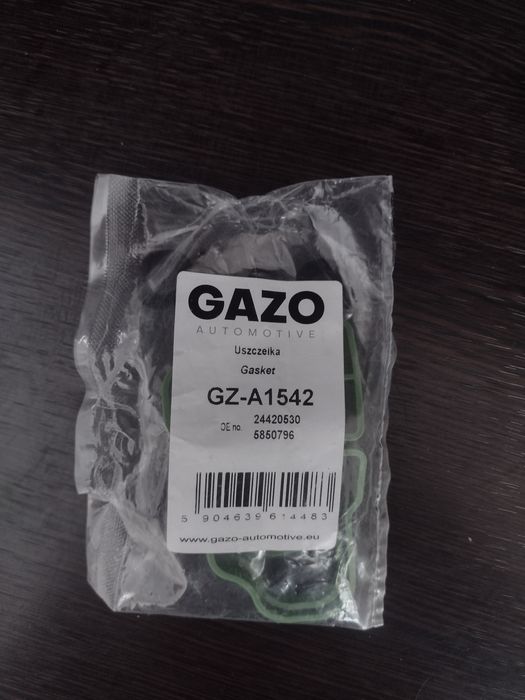 GAZO
AUTOMOTIVE
Uszczelka
Gasket
GZ-A1542
OE no. 24420530
5850796
5 904639 614483
www.gazo-automotive.eu